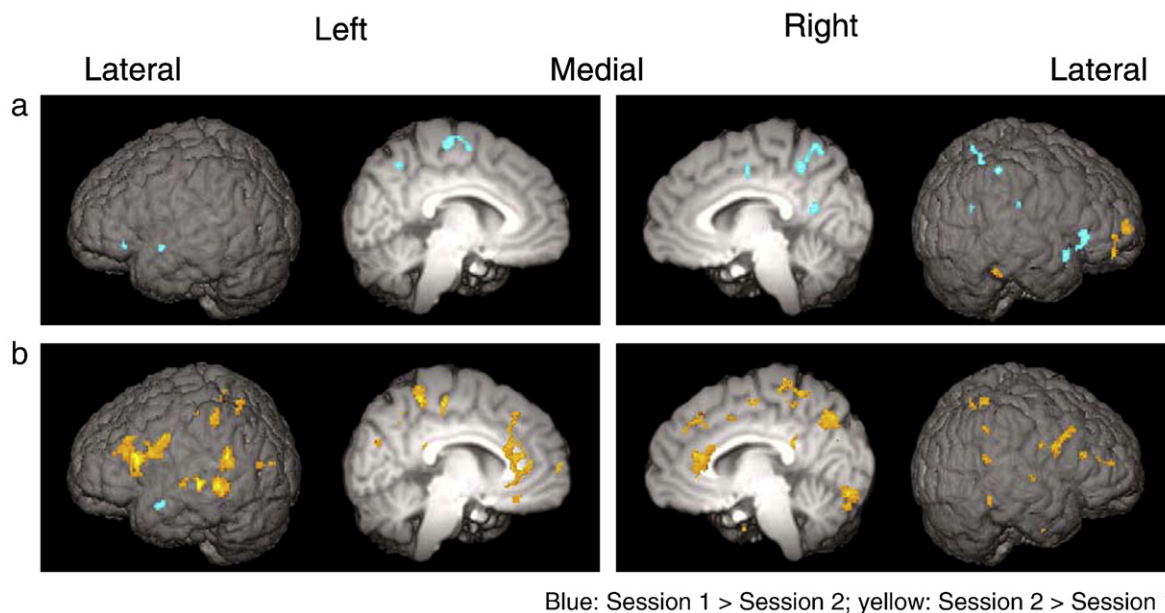 Left Right
Lateral Medial Lateral
a
b
Blue: Session 1 > Session 2; yellow: Session 2 > Session